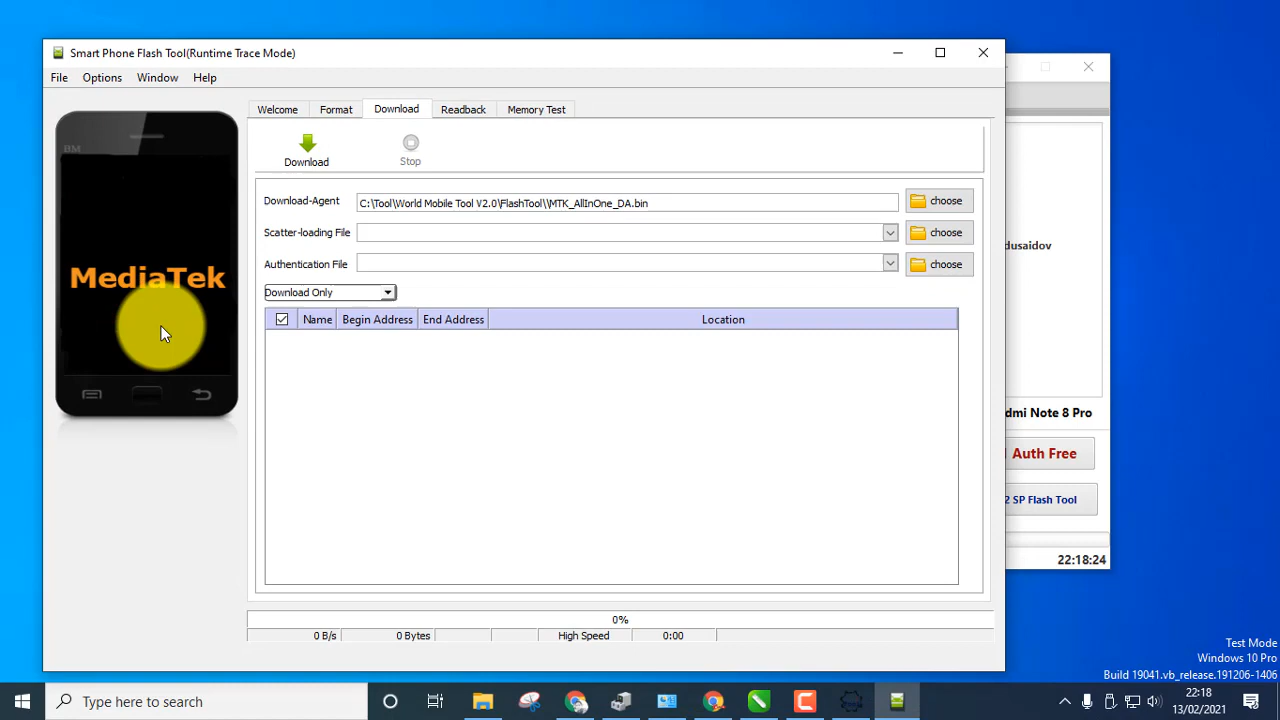 Smart Phone Flash Tool(Runtime Trace Mode)
File Options Window Help
Welcome Format Download Readback Memory Test
BM
Download Stop
Download-Agent C:\Tool\World Mobile Tool V2.0\FlashTool\\MTK_AllInOne_DA.bin choose
Scatter-loading File choose
Authentication File choose
Download Only
Name Begin Address End Address Location
MediaTek
dusaidov
dmi Note 8 Pro
Auth Free
2 SP Flash Tool
22:18:24
0%
0 B/s 0 Bytes High Speed 0:00
Test Mode
Windows 10 Pro
Build 19041.vb_release.191206-1406
Type here to search
22:18
13/02/2021